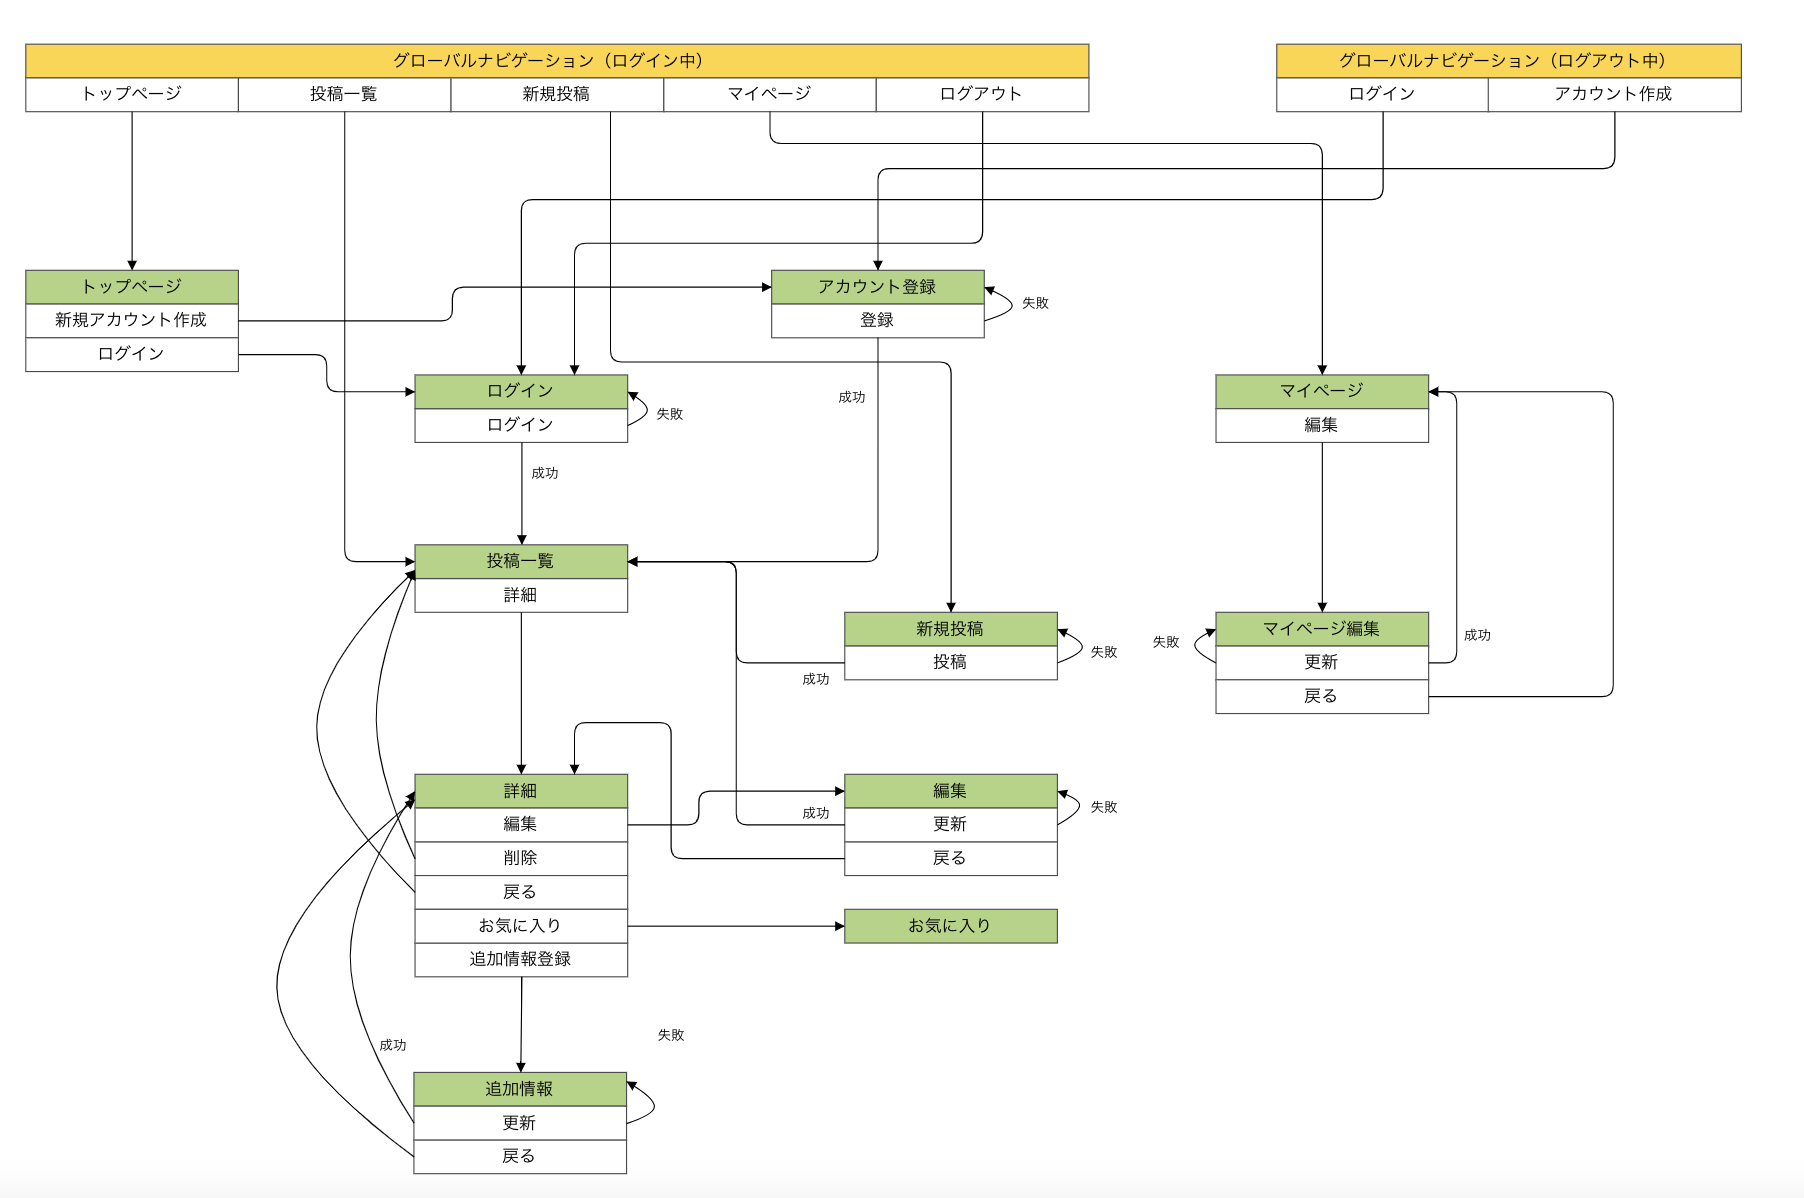 グローバルナビゲーション（ログイン中）
トップページ
投稿一覧
新規投稿
マイページ
ログアウト
グローバルナビゲーション（ログアウト中）
ログイン
アカウント作成
トップページ
新規アカウント作成
ログイン
アカウント登録
登録
失敗
ログイン
ログイン
失敗
成功
成功
マイページ
編集
投稿一覧
詳細
新規投稿
投稿
失敗
成功
マイページ編集
更新
戻る
失敗
成功
詳細
編集
削除
戻る
お気に入り
追加情報登録
編集
更新
戻る
成功
失敗
お気に入り
失敗
成功
追加情報
更新
戻る